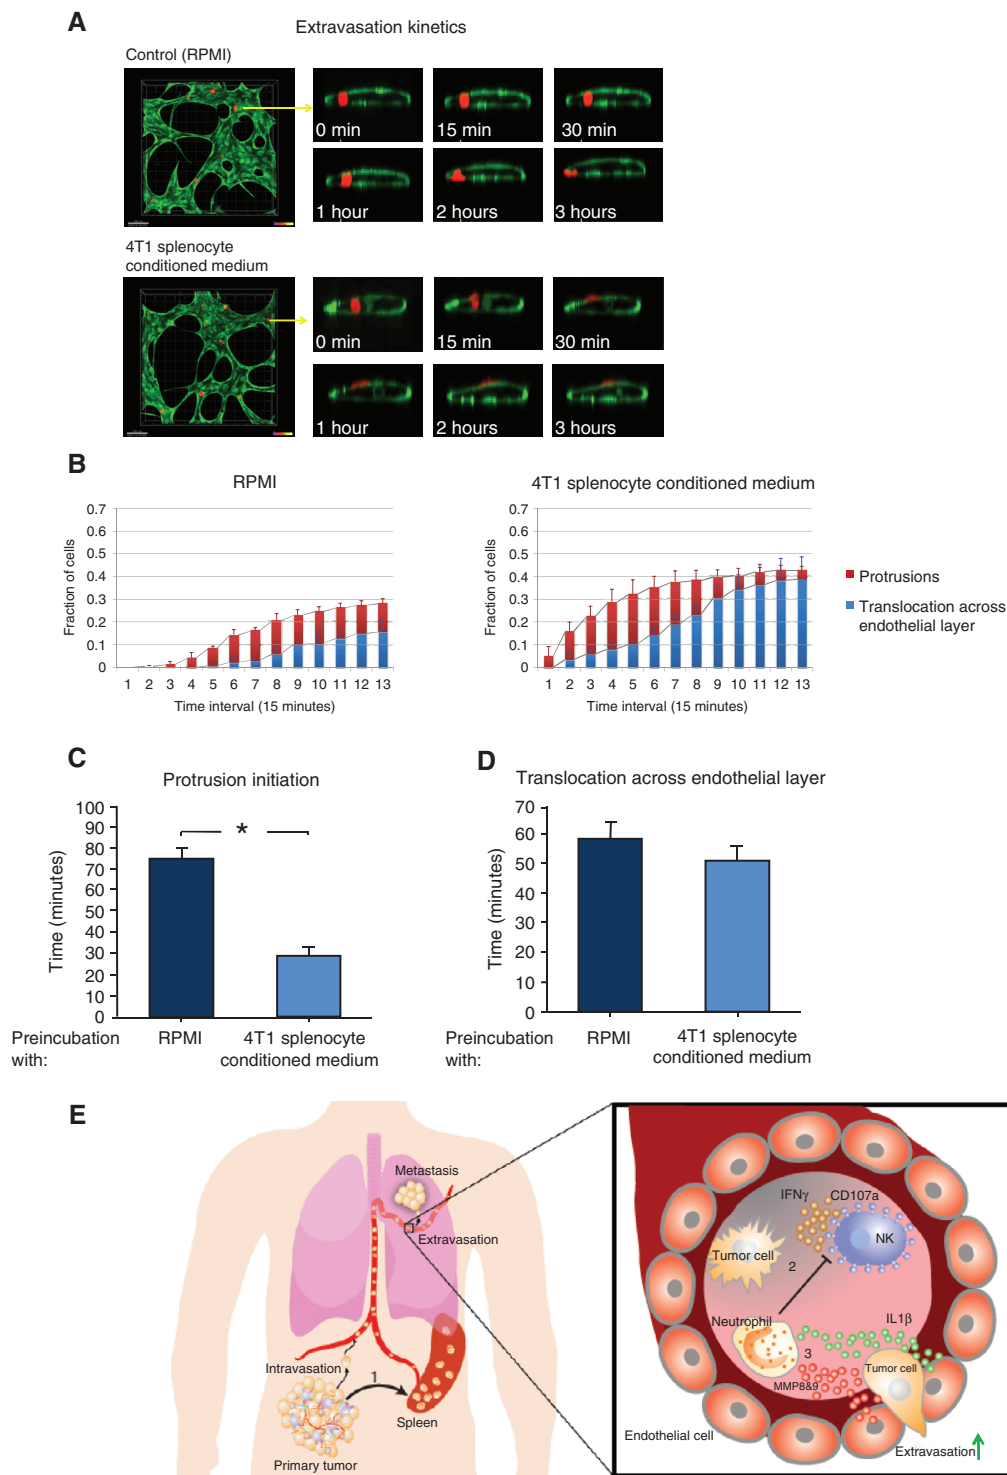 A
Extravasation kinetics
Control (RPMI)
0 min
15 min
30 min
1 hour
2 hours
3 hours
4T1 splenocyte
conditioned medium
0 min
15 min
30 min
1 hour
2 hours
3 hours
B
RPMI
Fraction of cells
0.7
0.6
0.5
0.4
0.3
0.2
0.1
0
1 2 3 4 5 6 7 8 9 10 11 12 13
Time interval (15 minutes)
4T1 splenocyte conditioned medium
Fraction of cells
0.7
0.6
0.5
0.4
0.3
0.2
0.1
0
1 2 3 4 5 6 7 8 9 10 11 12 13
Time interval (15 minutes)
Protrusions
Translocation across
endothelial layer
C
Protrusion initiation
Time (minutes)
100
90
80
70
60
50
40
30
20
10
0
*
Preincubation
with:
RPMI
4T1 splenocyte
conditioned medium
D
Translocation across endothelial layer
Time (minutes)
70
60
50
40
30
20
10
0
Preincubation
with:
RPMI
4T1 splenocyte
conditioned medium
E
Metastasis
Extravasation
Intravasation
1
Spleen
Primary tumor
IFNγ
CD107a
NK
Tumor cell
2
Neutrophil
IL1β
3
Tumor cell
MMP8&9
Endothelial cell
Extravasation